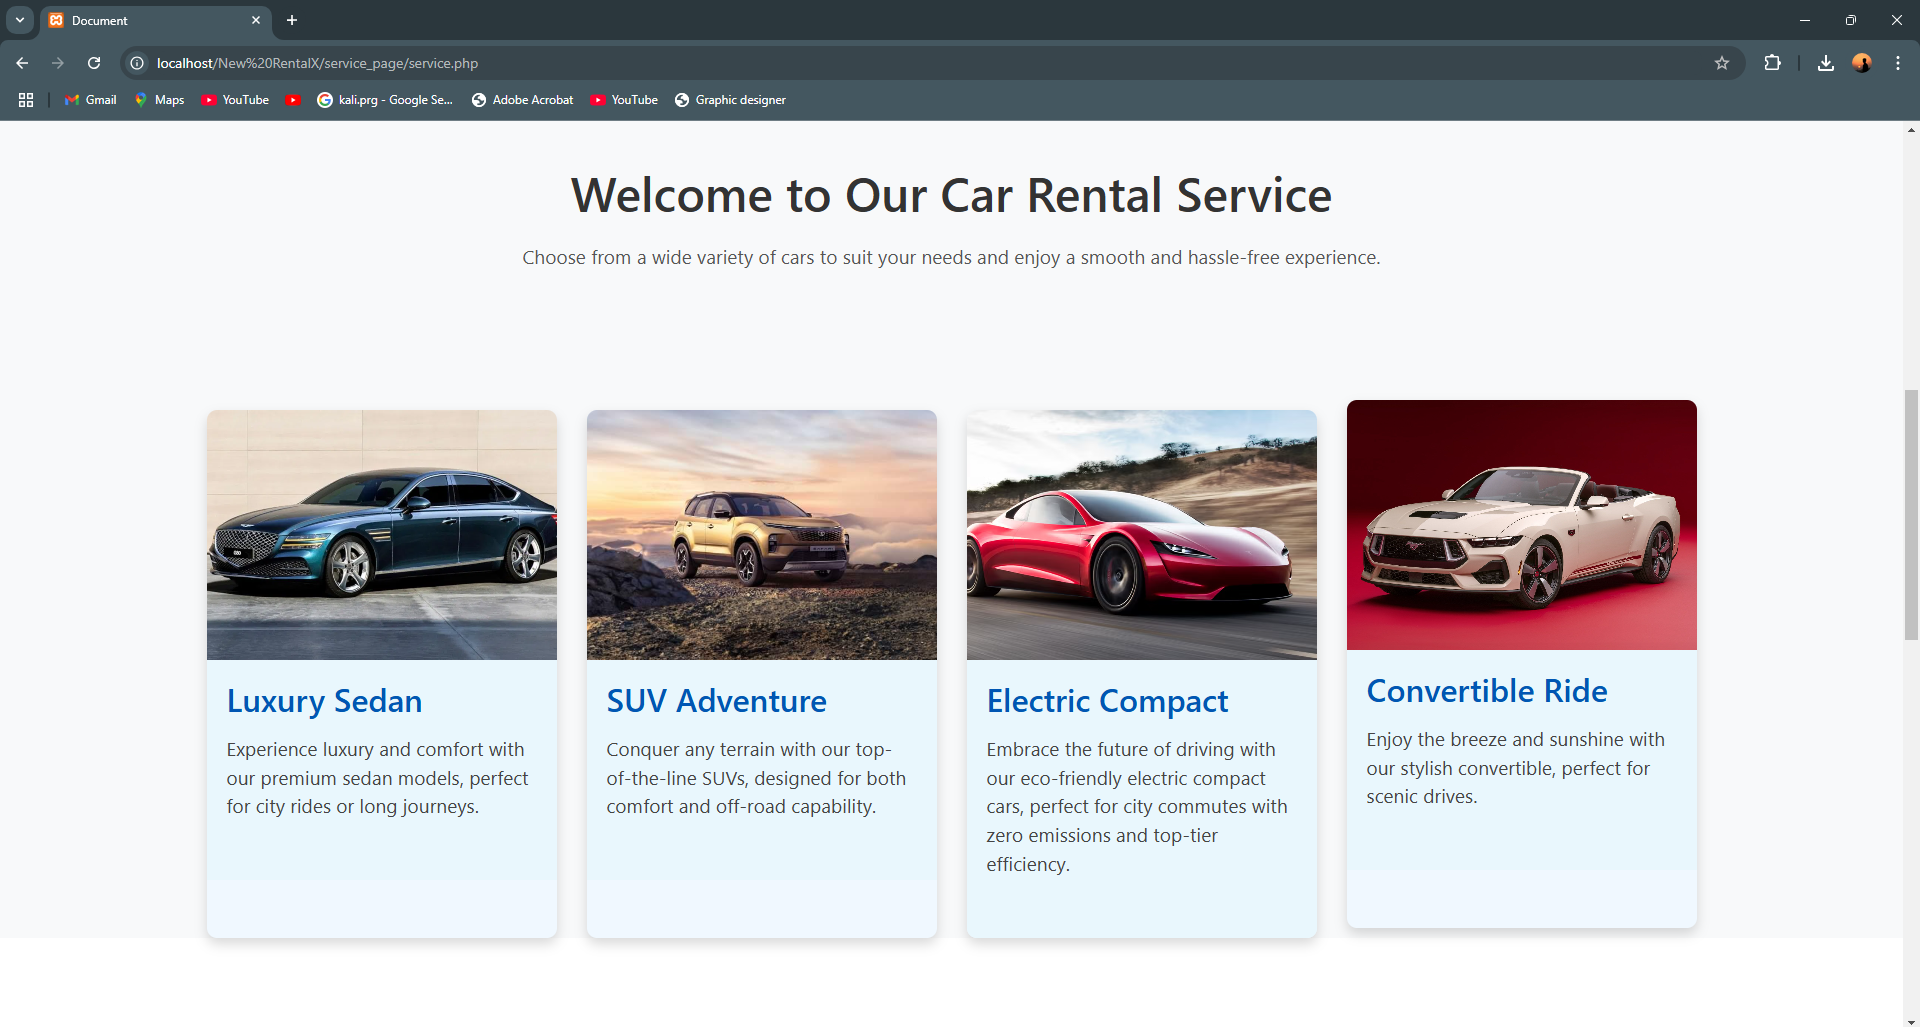 Document
localhost/New%20RentalX/service_page/service.php
Gmail
Maps
YouTube
kali.prg - Google Se...
Adobe Acrobat
YouTube
Graphic designer
Welcome to Our Car Rental Service
Choose from a wide variety of cars to suit your needs and enjoy a smooth and hassle-free experience.
Luxury Sedan
Experience luxury and comfort with
our premium sedan models, perfect
for city rides or long journeys.
SUV Adventure
Conquer any terrain with our top-
of-the-line SUVs, designed for both
comfort and off-road capability.
Electric Compact
Embrace the future of driving with
our eco-friendly electric compact
cars, perfect for city commutes with
zero emissions and top-tier
efficiency.
Convertible Ride
Enjoy the breeze and sunshine with
our stylish convertible, perfect for
scenic drives.